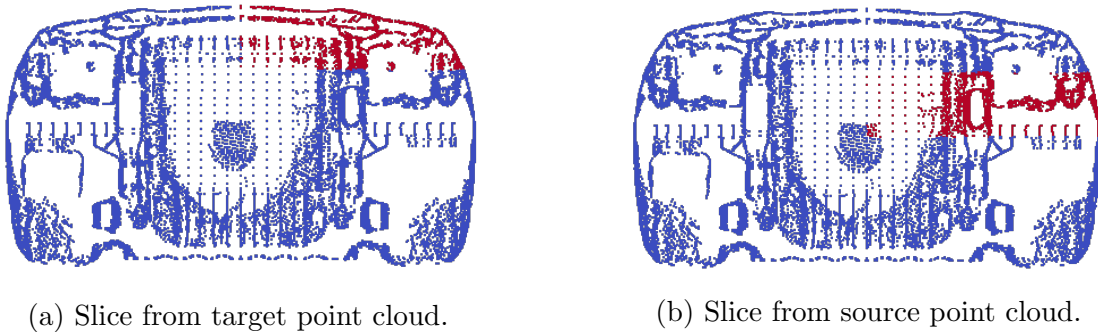 (a) Slice from target point cloud.
(b) Slice from source point cloud.